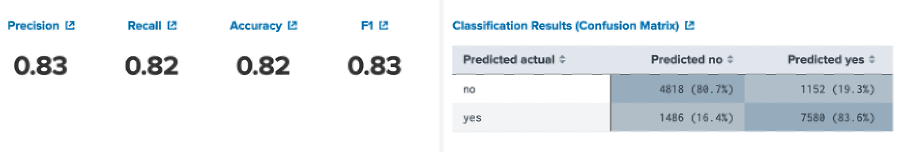 Precision Recall Accuracy F1
0.83 0.82 0.82 0.83
Classification Results (Confusion Matrix)
Predicted actual Predicted no Predicted yes
no 4818 (80.7%) 1152 (19.3%)
yes 1486 (16.4%) 7580 (83.6%)